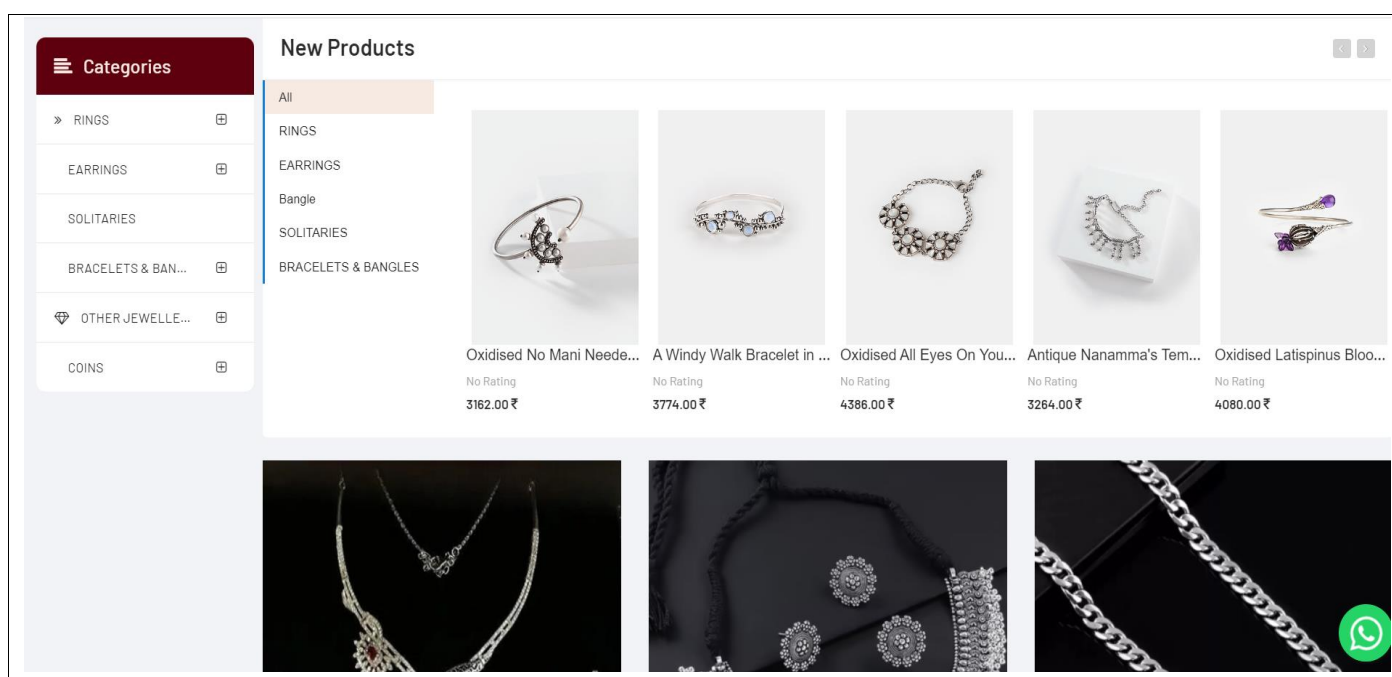 Categories
RINGS
EARRINGS
SOLITARIES
BRACELETS & BAN...
OTHER JEWELLE...
COINS
New Products
All
RINGS
EARRINGS
Bangle
SOLITARIES
BRACELETS & BANGLES
Oxidised No Mani Neede...
No Rating
3162.00 ₹
A Windy Walk Bracelet in ...
No Rating
3774.00 ₹
Oxidised All Eyes On You...
No Rating
4386.00 ₹
Antique Nanamma's Tem...
No Rating
3264.00 ₹
Oxidised Latispinus Bloo...
No Rating
4080.00 ₹